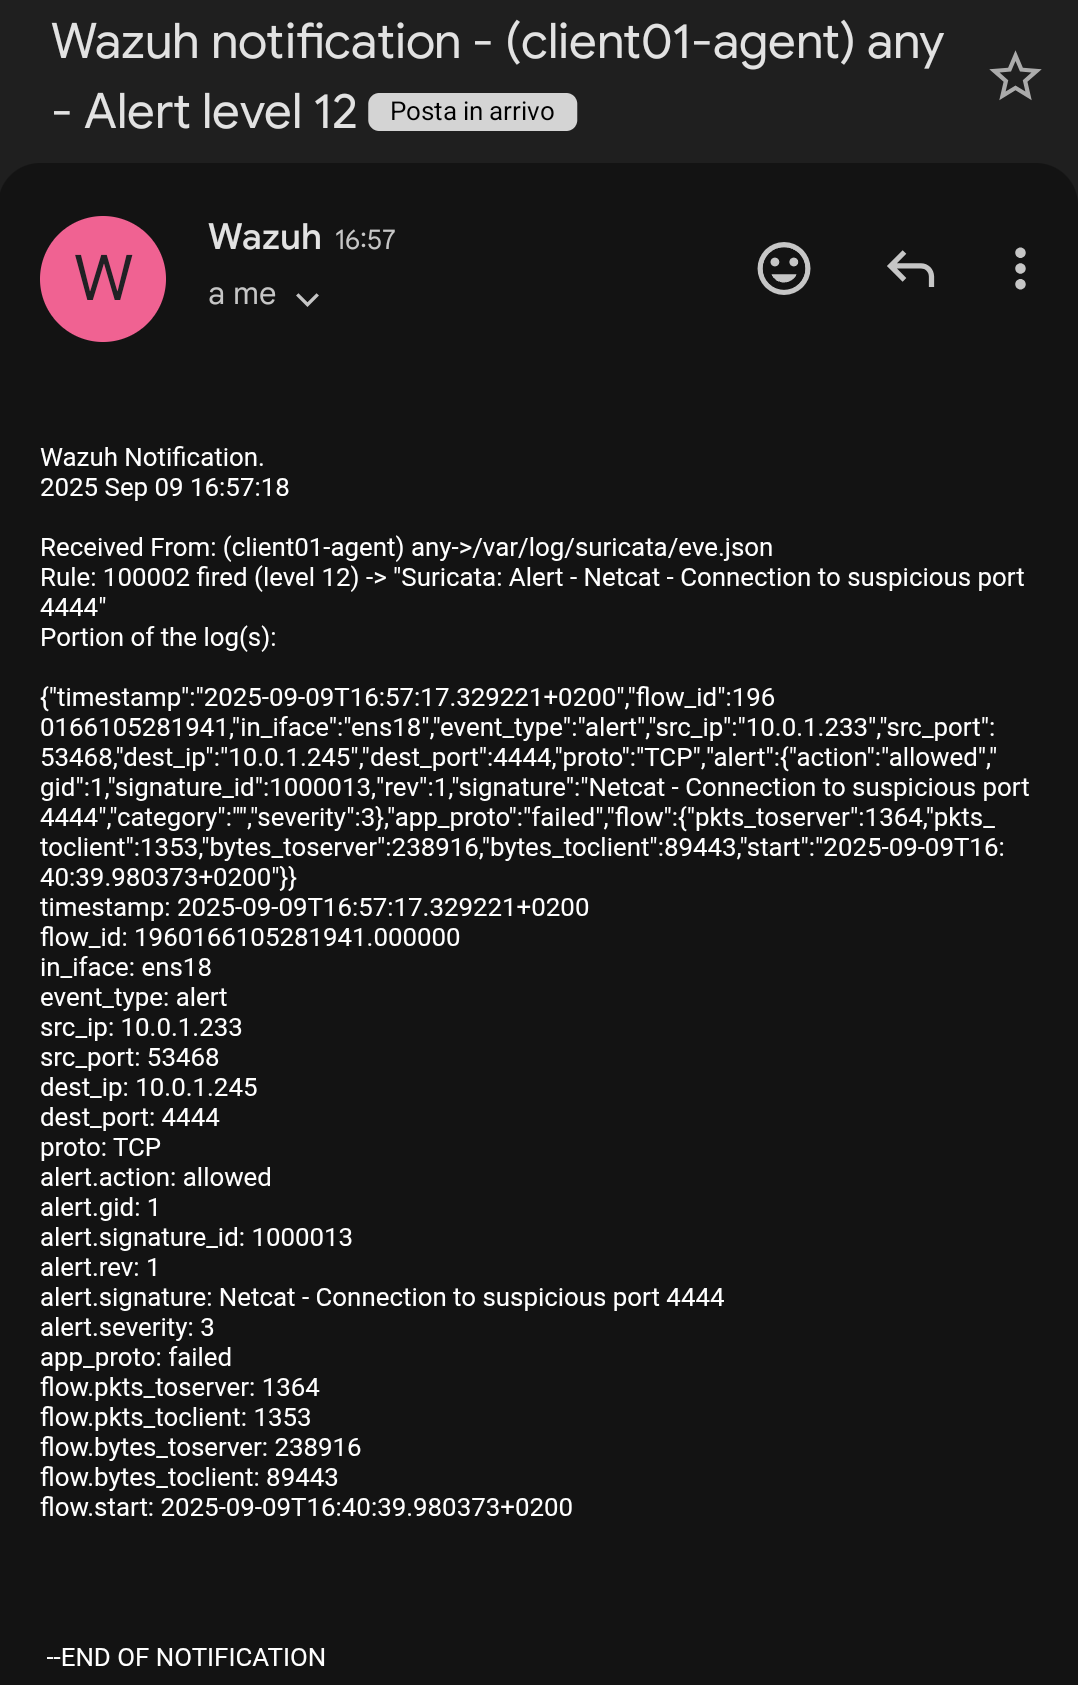 Wazuh notification - (client01-agent) any
- Alert level 12 Posta in arrivo
W
Wazuh 16:57
a me
Wazuh Notification.
2025 Sep 09 16:57:18
Received From: (client01-agent) any->/var/log/suricata/eve.json
Rule: 100002 fired (level 12) -> "Suricata: Alert - Netcat - Connection to suspicious port
4444"
Portion of the log(s):
{"timestamp":"2025-09-09T16:57:17.329221+0200","flow_id":196
0166105281941,"in_iface":"ens18","event_type":"alert","src_ip":"10.0.1.233","src_port":
53468,"dest_ip":"10.0.1.245","dest_port":4444,"proto":"TCP","alert":{"action":"allowed","
gid":1,"signature_id":1000013,"rev":1,"signature":"Netcat - Connection to suspicious port
4444","category":"","severity":3},"app_proto":"failed","flow":{"pkts_toserver":1364,"pkts_
toclient":1353,"bytes_toserver":238916,"bytes_toclient":89443,"start":"2025-09-09T16:
40:39.980373+0200"}}
timestamp: 2025-09-09T16:57:17.329221+0200
flow_id: 1960166105281941.000000
in_iface: ens18
event_type: alert
src_ip: 10.0.1.233
src_port: 53468
dest_ip: 10.0.1.245
dest_port: 4444
proto: TCP
alert.action: allowed
alert.gid: 1
alert.signature_id: 1000013
alert.rev: 1
alert.signature: Netcat - Connection to suspicious port 4444
alert.severity: 3
app_proto: failed
flow.pkts_toserver: 1364
flow.pkts_toclient: 1353
flow.bytes_toserver: 238916
flow.bytes_toclient: 89443
flow.start: 2025-09-09T16:40:39.980373+0200
--END OF NOTIFICATION